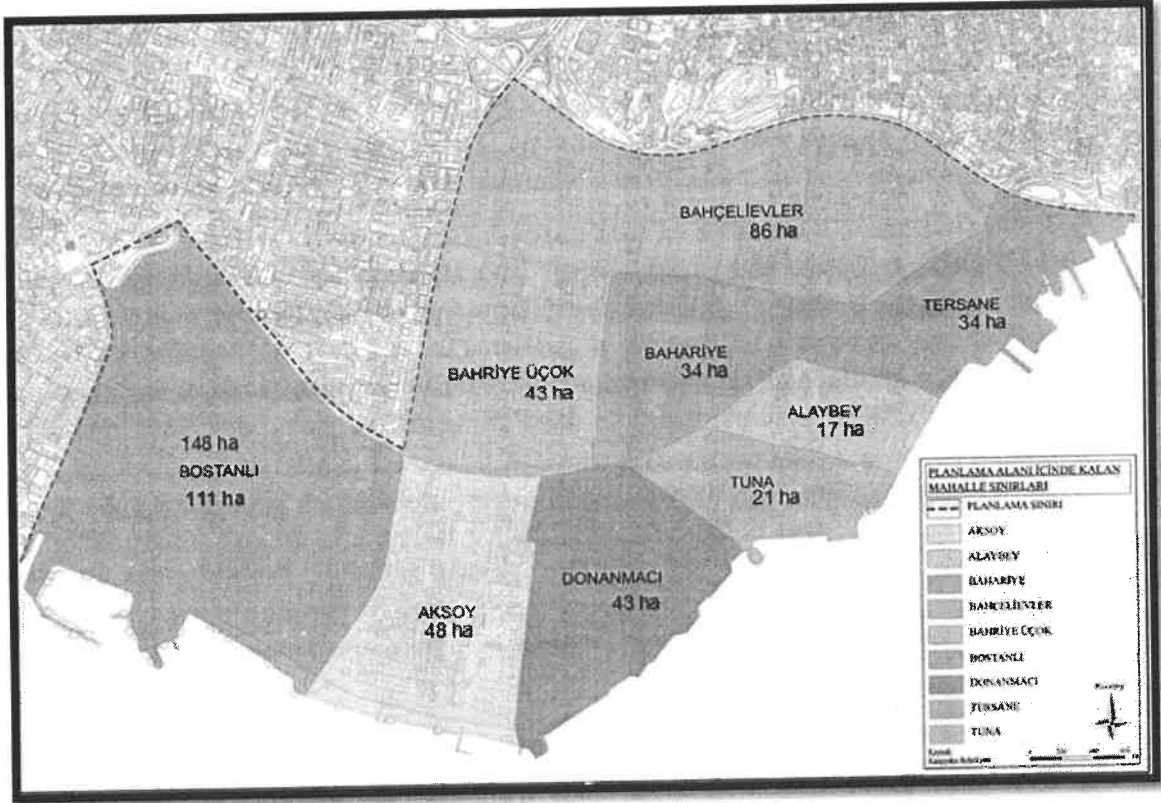 BAHÇELİEVLER
86 ha
TERSANE
34 ha
BAHARİYE
34 ha
BAHRİYE ÜÇOK
43 ha
ALAYBEY
17 ha
148 ha
BOSTANLI
111 ha
TUNA
21 ha
DONANMACI
43 ha
AKSOY
48 ha
PLANLAMA ALANI İÇİNDE KALAN
MAHALLE SINIRLARI
PLANLAMA SINIRI
AKSOY
ALAYBEY
BAHARİYE
BAHÇELİEVLER
BAHRİYE ÜÇOK
BOSTANLI
DONANMACI
TERSANE
TUNA